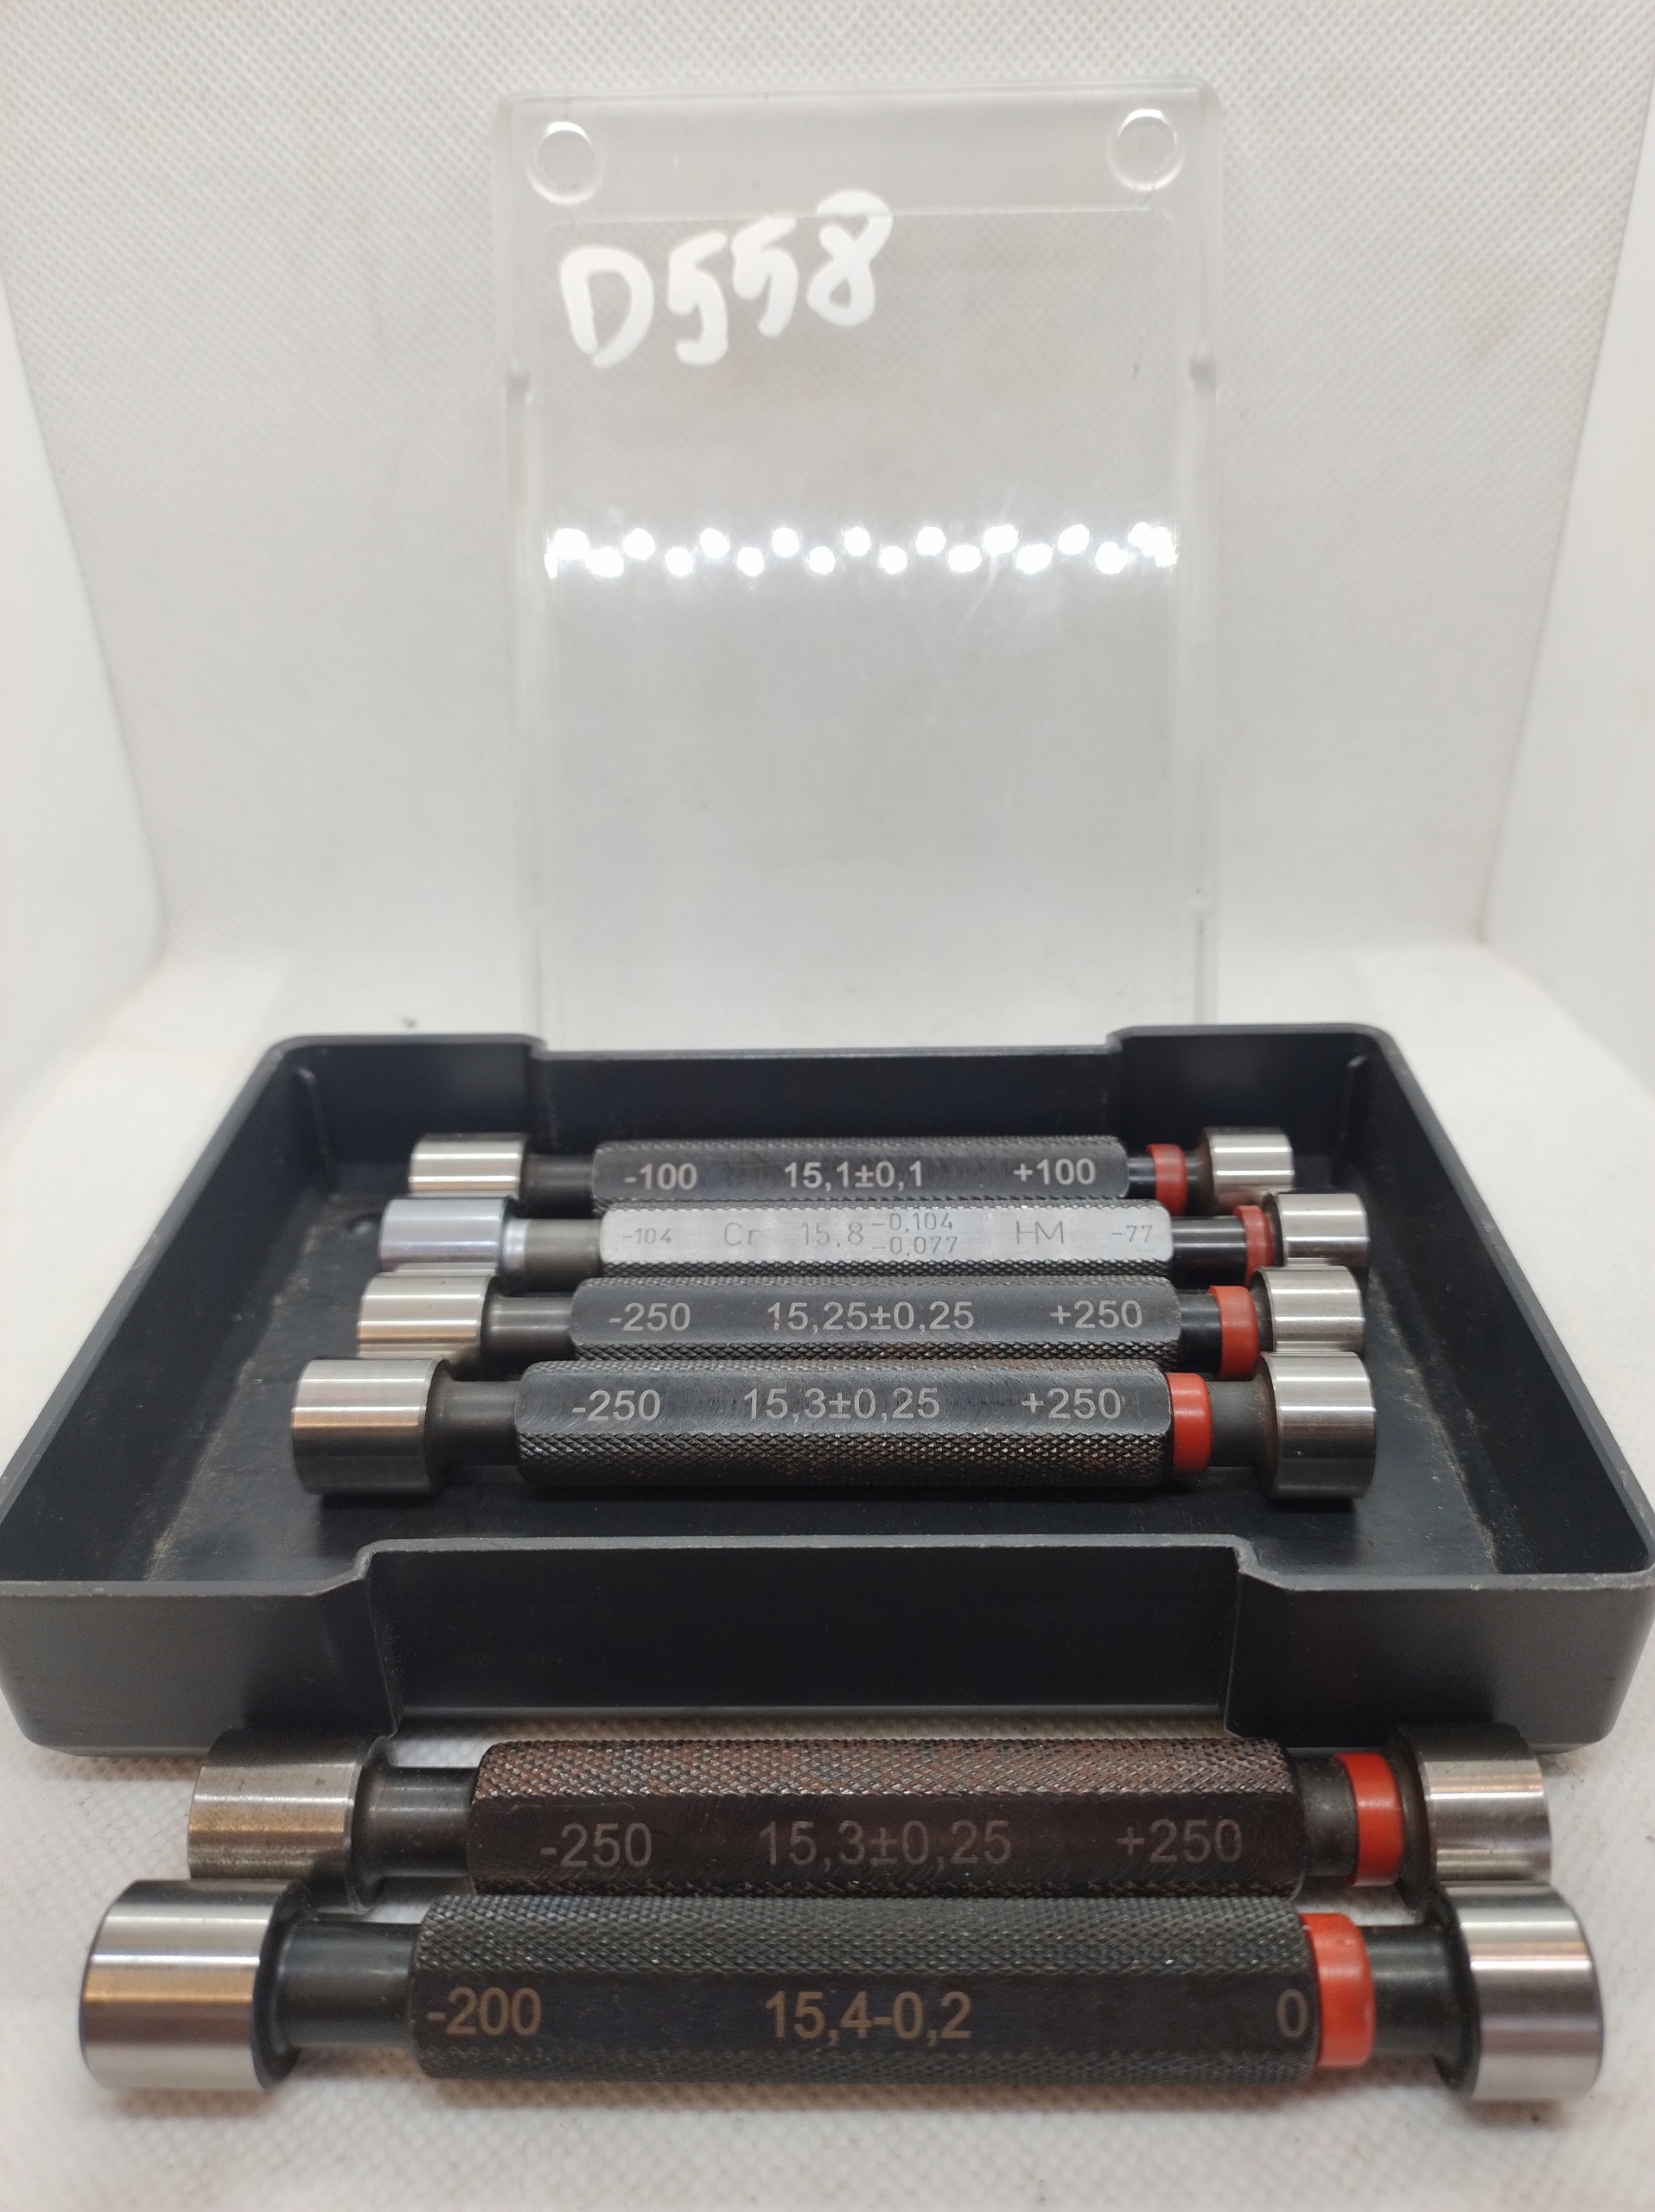 D558
-100 15,1±0,1 +100
-104 Cr 15.8 -0,104 -0,077 HM -77
-250 15,25±0,25 +250
-250 15,3±0,25 +250
-250 15,3±0,25 +250
-200 15,4-0,2 0